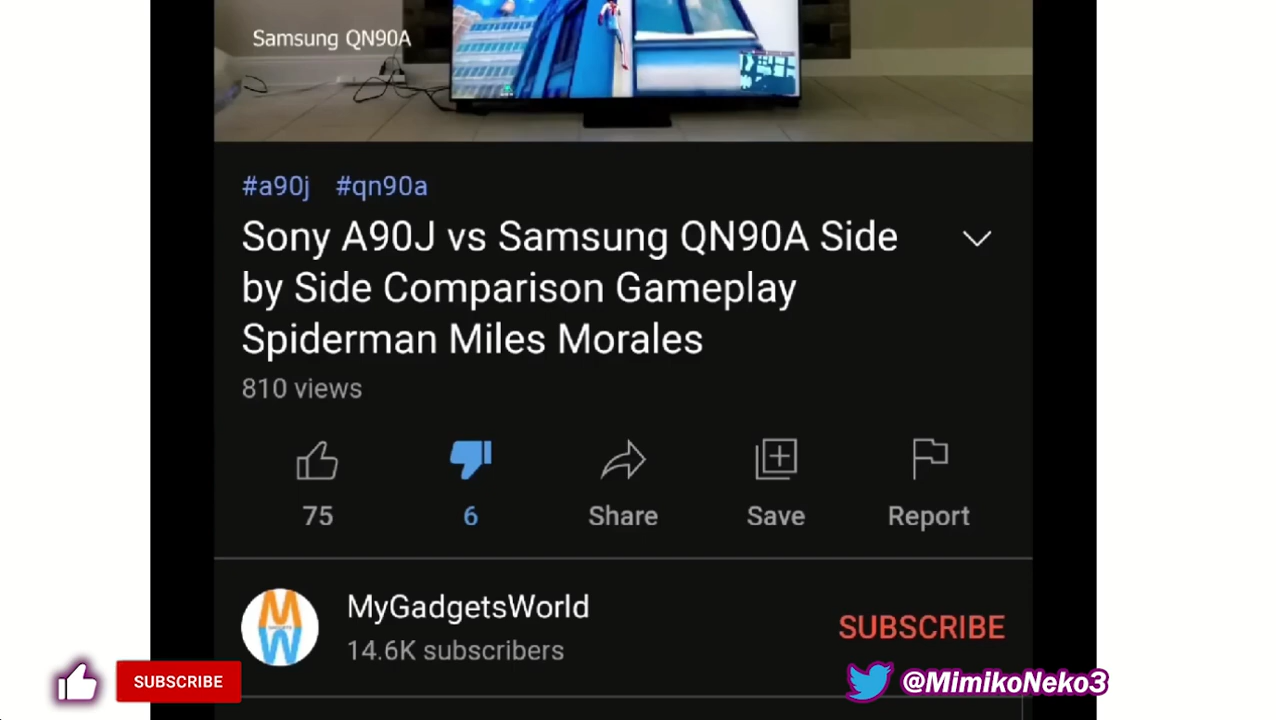 Samsung QN90A
#a90j #qn90a
Sony A90J vs Samsung QN90A Side
by Side Comparison Gameplay
Spiderman Miles Morales
810 views
75
6
Share
Save
Report
MyGadgetsWorld
14.6K subscribers
SUBSCRIBE
SUBSCRIBE
@MimikoNeko3